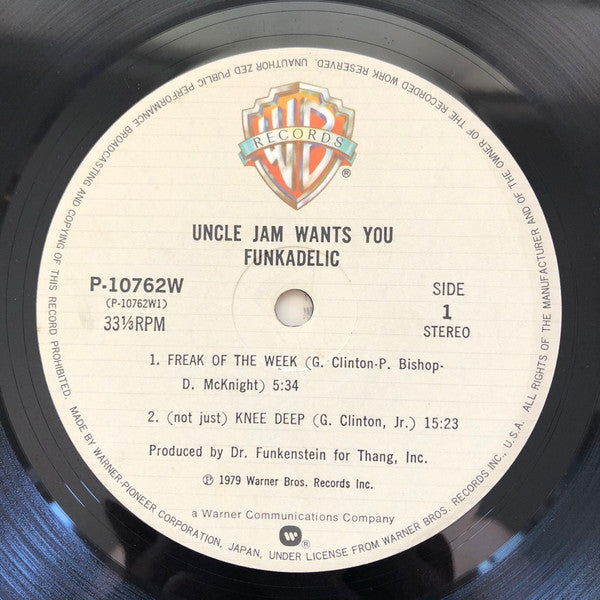 WB
RECORDS
®
UNCLE JAM WANTS YOU
FUNKADELIC
P-10762W
(P-10762W1)
33⅓RPM
SIDE
1
STEREO
1. FREAK OF THE WEEK (G. Clinton-P. Bishop-
D. McKnight) 5:34
2. (not just) KNEE DEEP (G. Clinton, Jr.) 15:23
Produced by Dr. Funkenstein for Thang, Inc.
Ⓟ 1979 Warner Bros. Records Inc.
a Warner Communications Company
®
MADE BY WARNER-PIONEER CORPORATION, JAPAN, UNDER LICENSE FROM WARNER BROS. RECORDS INC., U.S.A. ALL RIGHTS OF THE MANUFACTURER AND OF THE OWNER OF THE RECORDED WORK RESERVED. UNAUTHOR ZED PUBLIC PERFORMANCE BROADCASTING AND COPYING OF THIS RECORD PROHIBITED.